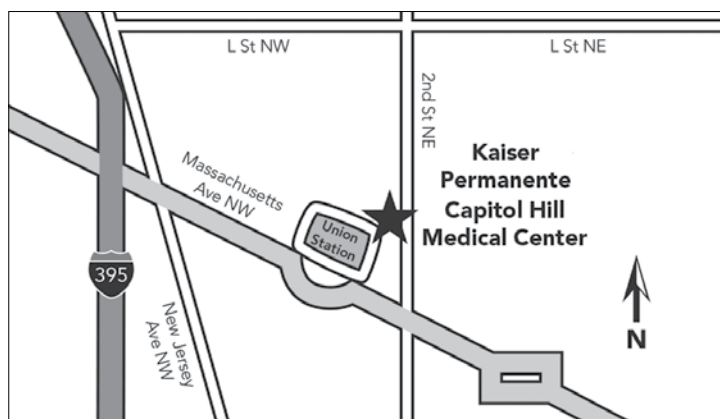 L St NW
L St NE
2nd St NE
Kaiser
Permanente
Capitol Hill
Medical Center
Massachusetts
Ave NW
Union
Station
395
New Jersey
Ave NW
N